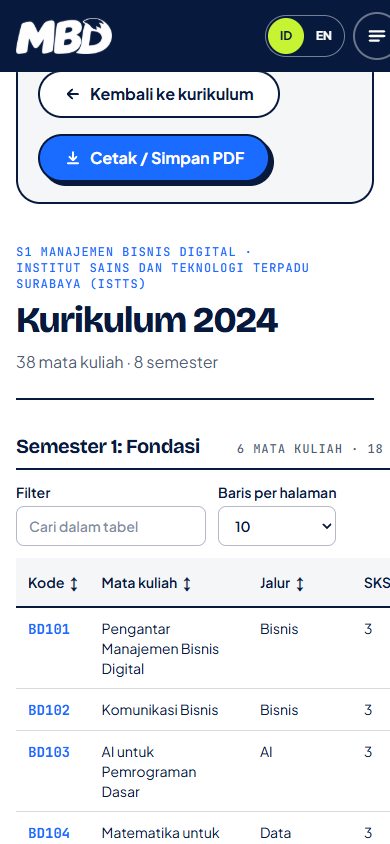 MBD
ID EN
← Kembali ke kurikulum
Cetak / Simpan PDF
S1 MANAJEMEN BISNIS DIGITAL ·
INSTITUT SAINS DAN TEKNOLOGI TERPADU
SURABAYA (ISTTS)
Kurikulum 2024
38 mata kuliah · 8 semester
Semester 1: Fondasi 6 MATA KULIAH · 18
Filter Baris per halaman
Cari dalam tabel 10
Kode ↕ Mata kuliah ↕ Jalur ↕ SKS
BD101 Pengantar Bisnis 3
Manajemen Bisnis
Digital
BD102 Komunikasi Bisnis Bisnis 3
BD103 AI untuk AI 3
Pemrograman
Dasar
BD104 Matematika untuk Data 3